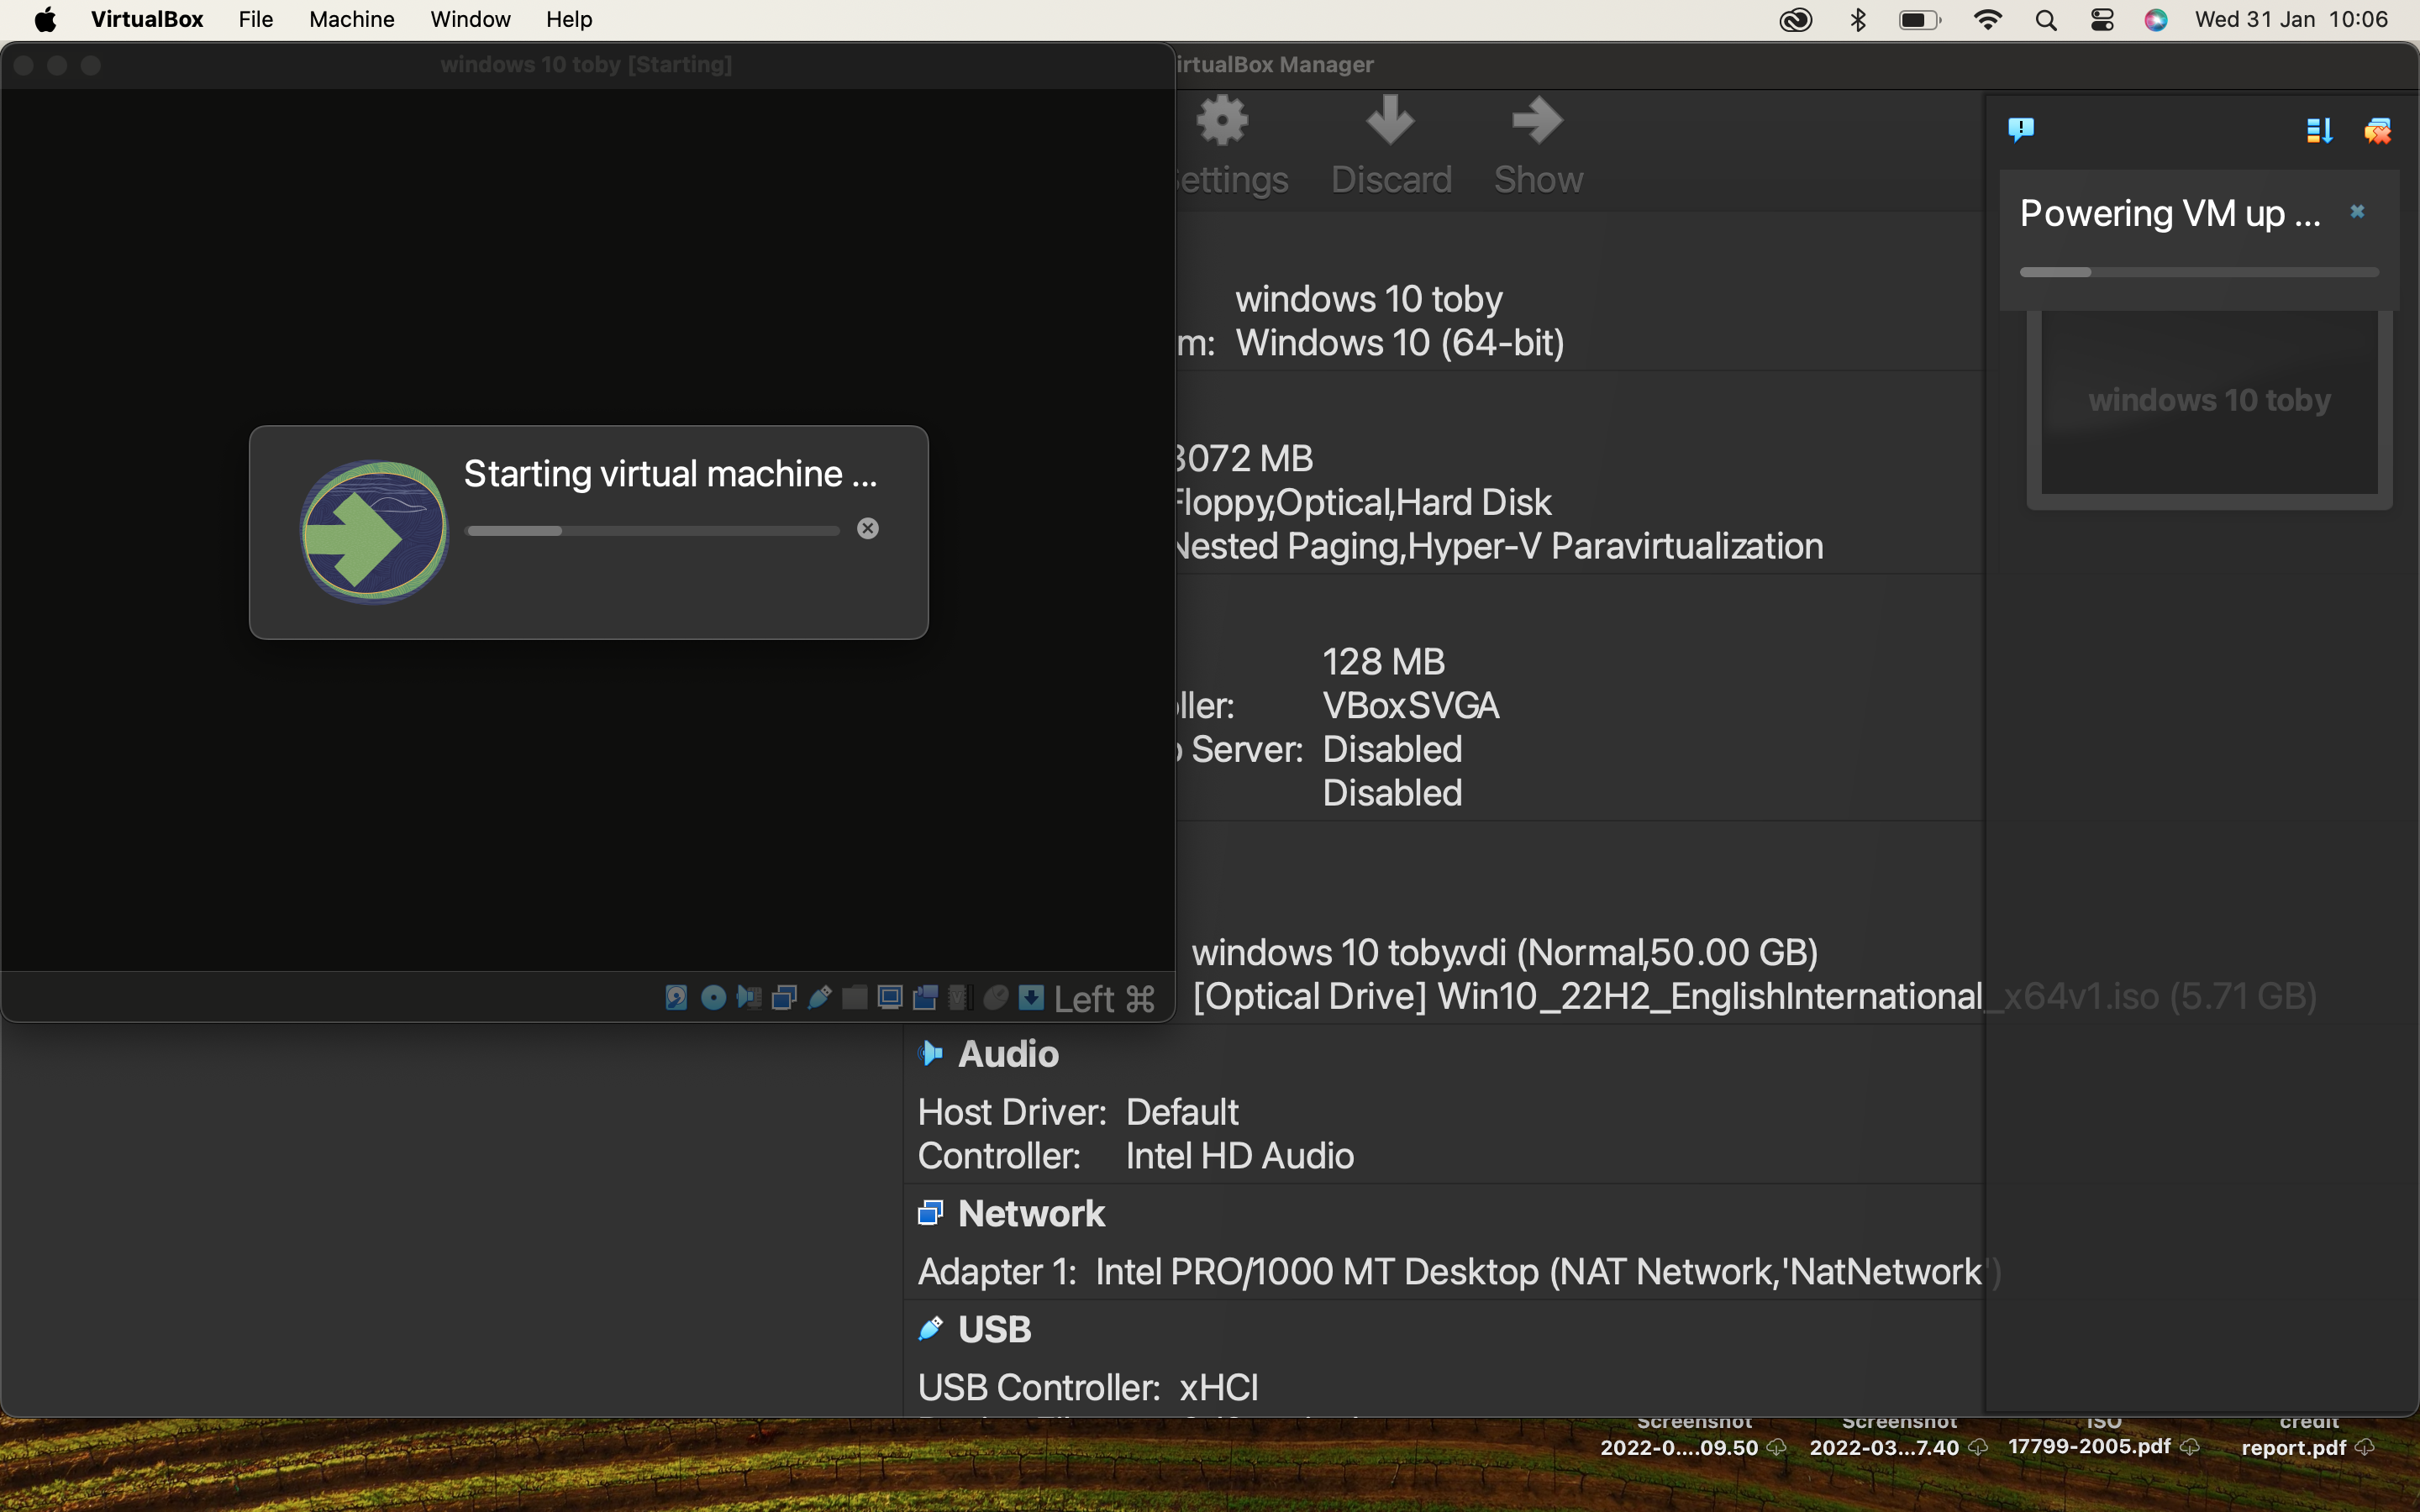 VirtualBox File Machine Window Help Wed 31 Jan 10:06
windows 10 toby [Starting]
irtualBox Manager
ettings Discard Show
Powering VM up ...
windows 10 toby
m: Windows 10 (64-bit)
windows 10 toby
Starting virtual machine ...
3072 MB
Floppy,Optical,Hard Disk
Nested Paging,Hyper-V Paravirtualization
128 MB
ller: VBoxSVGA
Server: Disabled
Disabled
windows 10 toby.vdi (Normal,50.00 GB)
[Optical Drive] Win10_22H2_EnglishInternational_x64v1.iso (5.71 GB)
Left ⌘
Audio
Host Driver: Default
Controller: Intel HD Audio
Network
Adapter 1: Intel PRO/1000 MT Desktop (NAT Network,'NatNetwork')
USB
USB Controller: xHCI
Screenshot
2022-0....09.50
Screenshot
2022-03...7.40
ISO
17799-2005.pdf
credit
report.pdf